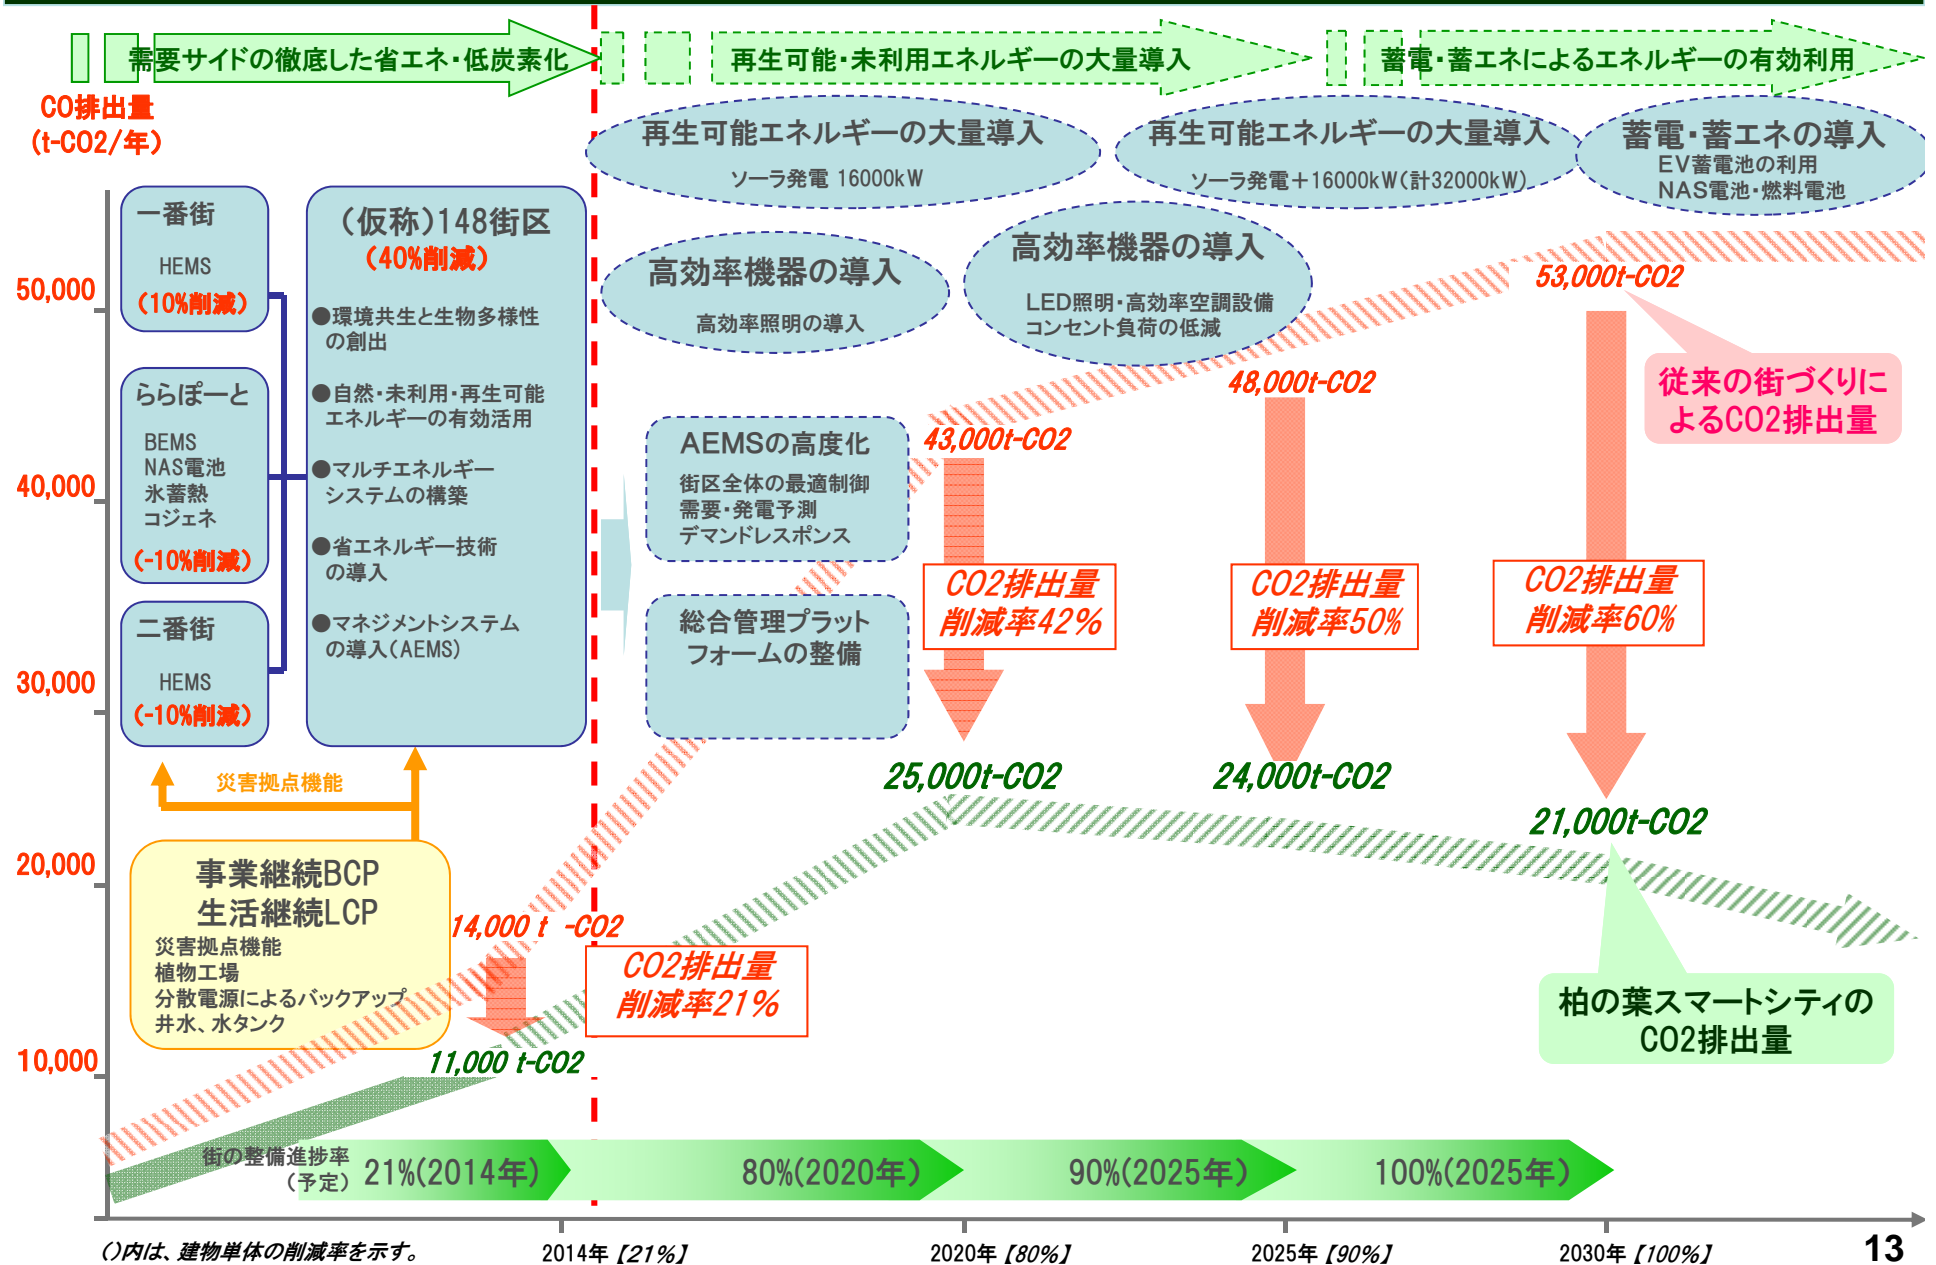 需要サイドの徹底した省エネ・低炭素化
再生可能・未利用エネルギーの大量導入
蓄電・蓄エネによるエネルギーの有効利用
CO排出量
(t-CO2/年)
再生可能エネルギーの大量導入
ソーラ発電 16000kW
再生可能エネルギーの大量導入
ソーラ発電＋16000kW(計32000kW)
蓄電・蓄エネの導入
EV蓄電池の利用
NAS電池・燃料電池
一番街
HEMS
(10%削減)
(仮称)148街区
(40%削減)
●環境共生と生物多様性
の創出
●自然・未利用・再生可能
エネルギーの有効活用
●マルチエネルギー
システムの構築
●省エネルギー技術
の導入
●マネジメントシステム
の導入(AEMS)
ららぽーと
BEMS
NAS電池
氷蓄熱
コジェネ
(-10%削減)
二番街
HEMS
(-10%削減)
高効率機器の導入
高効率照明の導入
高効率機器の導入
LED照明・高効率空調設備
コンセント負荷の低減
AEMSの高度化
街区全体の最適制御
需要・発電予測
デマンドレスポンス
総合管理プラット
フォームの整備
50,000
40,000
30,000
20,000
10,000
53,000t-CO2
48,000t-CO2
43,000t-CO2
従来の街づくりに
よるCO2排出量
CO2排出量
削減率42%
CO2排出量
削減率50%
CO2排出量
削減率60%
25,000t-CO2
24,000t-CO2
21,000t-CO2
災害拠点機能
事業継続BCP
生活継続LCP
災害拠点機能
植物工場
分散電源によるバックアップ
井水、水タンク
14,000 t -CO2
CO2排出量
削減率21%
11,000 t-CO2
柏の葉スマートシティの
CO2排出量
街の整備進捗率
(予定)
21%(2014年)
80%(2020年)
90%(2025年)
100%(2025年)
()内は、建物単体の削減率を示す。
2014年【21%】
2020年【80%】
2025年【90%】
2030年【100%】
13